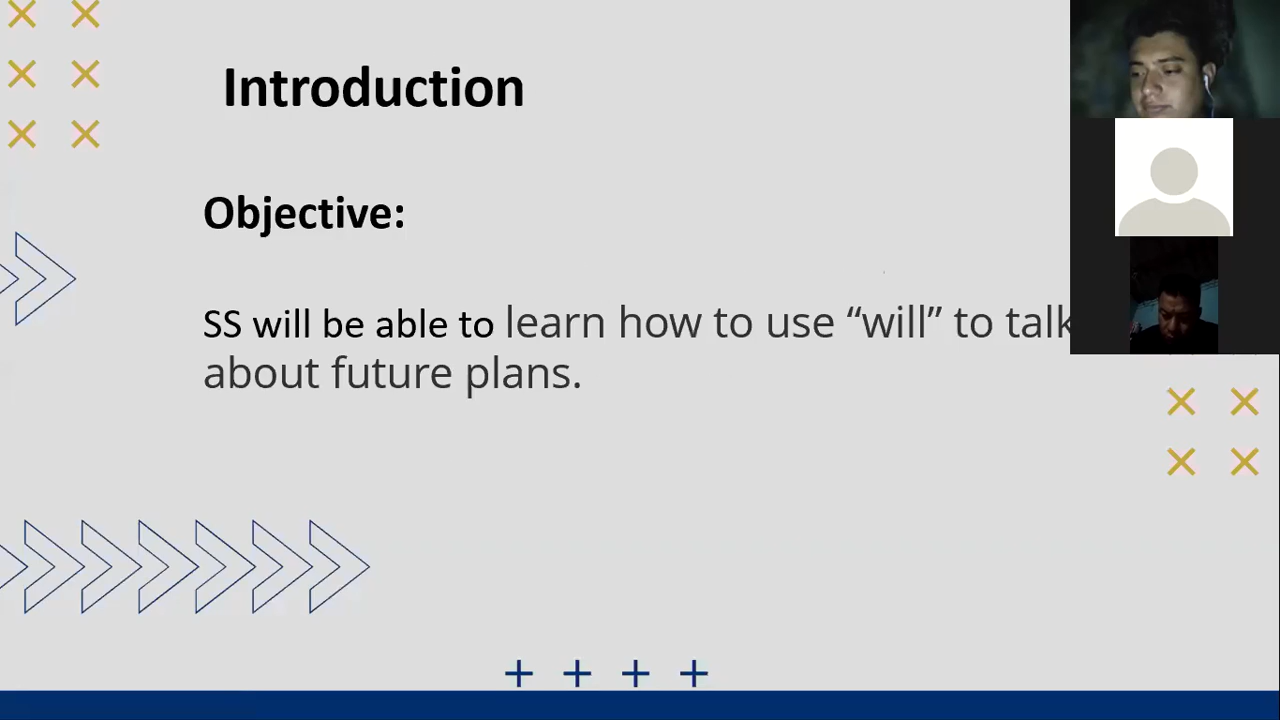 Introduction
Objective:
SS will be able to learn how to use “will” to talk
about future plans.